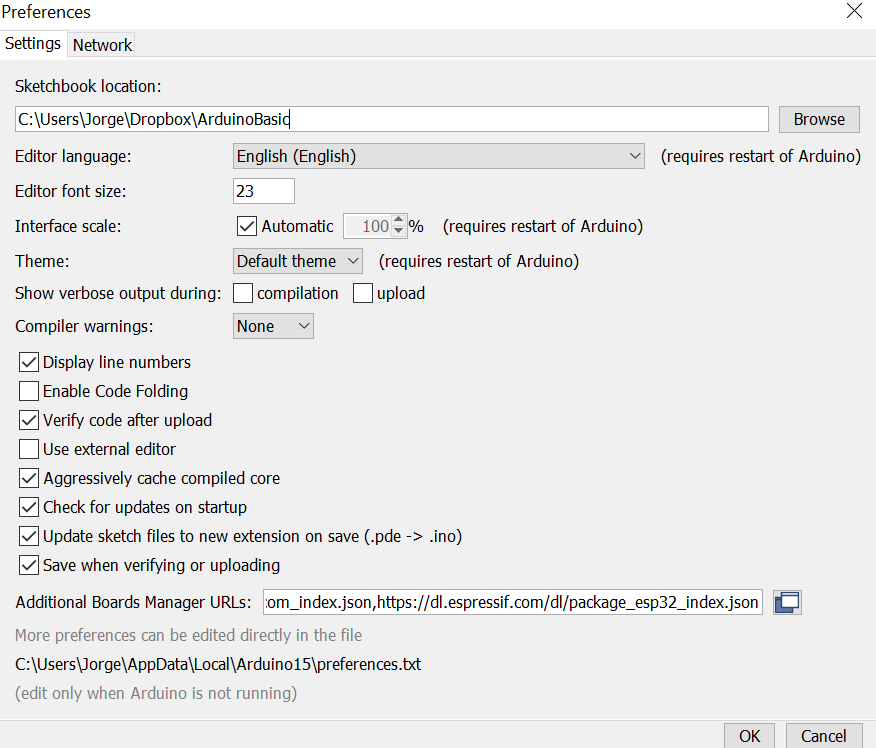 Preferences
Settings Network
Sketchbook location:
C:\Users\Jorge\Dropbox\ArduinoBasic Browse
Editor language: English (English) (requires restart of Arduino)
Editor font size: 23
Interface scale: Automatic 100 % (requires restart of Arduino)
Theme: Default theme (requires restart of Arduino)
Show verbose output during: compilation upload
Compiler warnings: None
Display line numbers
Enable Code Folding
Verify code after upload
Use external editor
Aggressively cache compiled core
Check for updates on startup
Update sketch files to new extension on save (.pde -> .ino)
Save when verifying or uploading
Additional Boards Manager URLs: :om_index.json,https://dl.espressif.com/dl/package_esp32_index.json
More preferences can be edited directly in the file
C:\Users\Jorge\AppData\Local\Arduino15\preferences.txt
(edit only when Arduino is not running)
OK Cancel